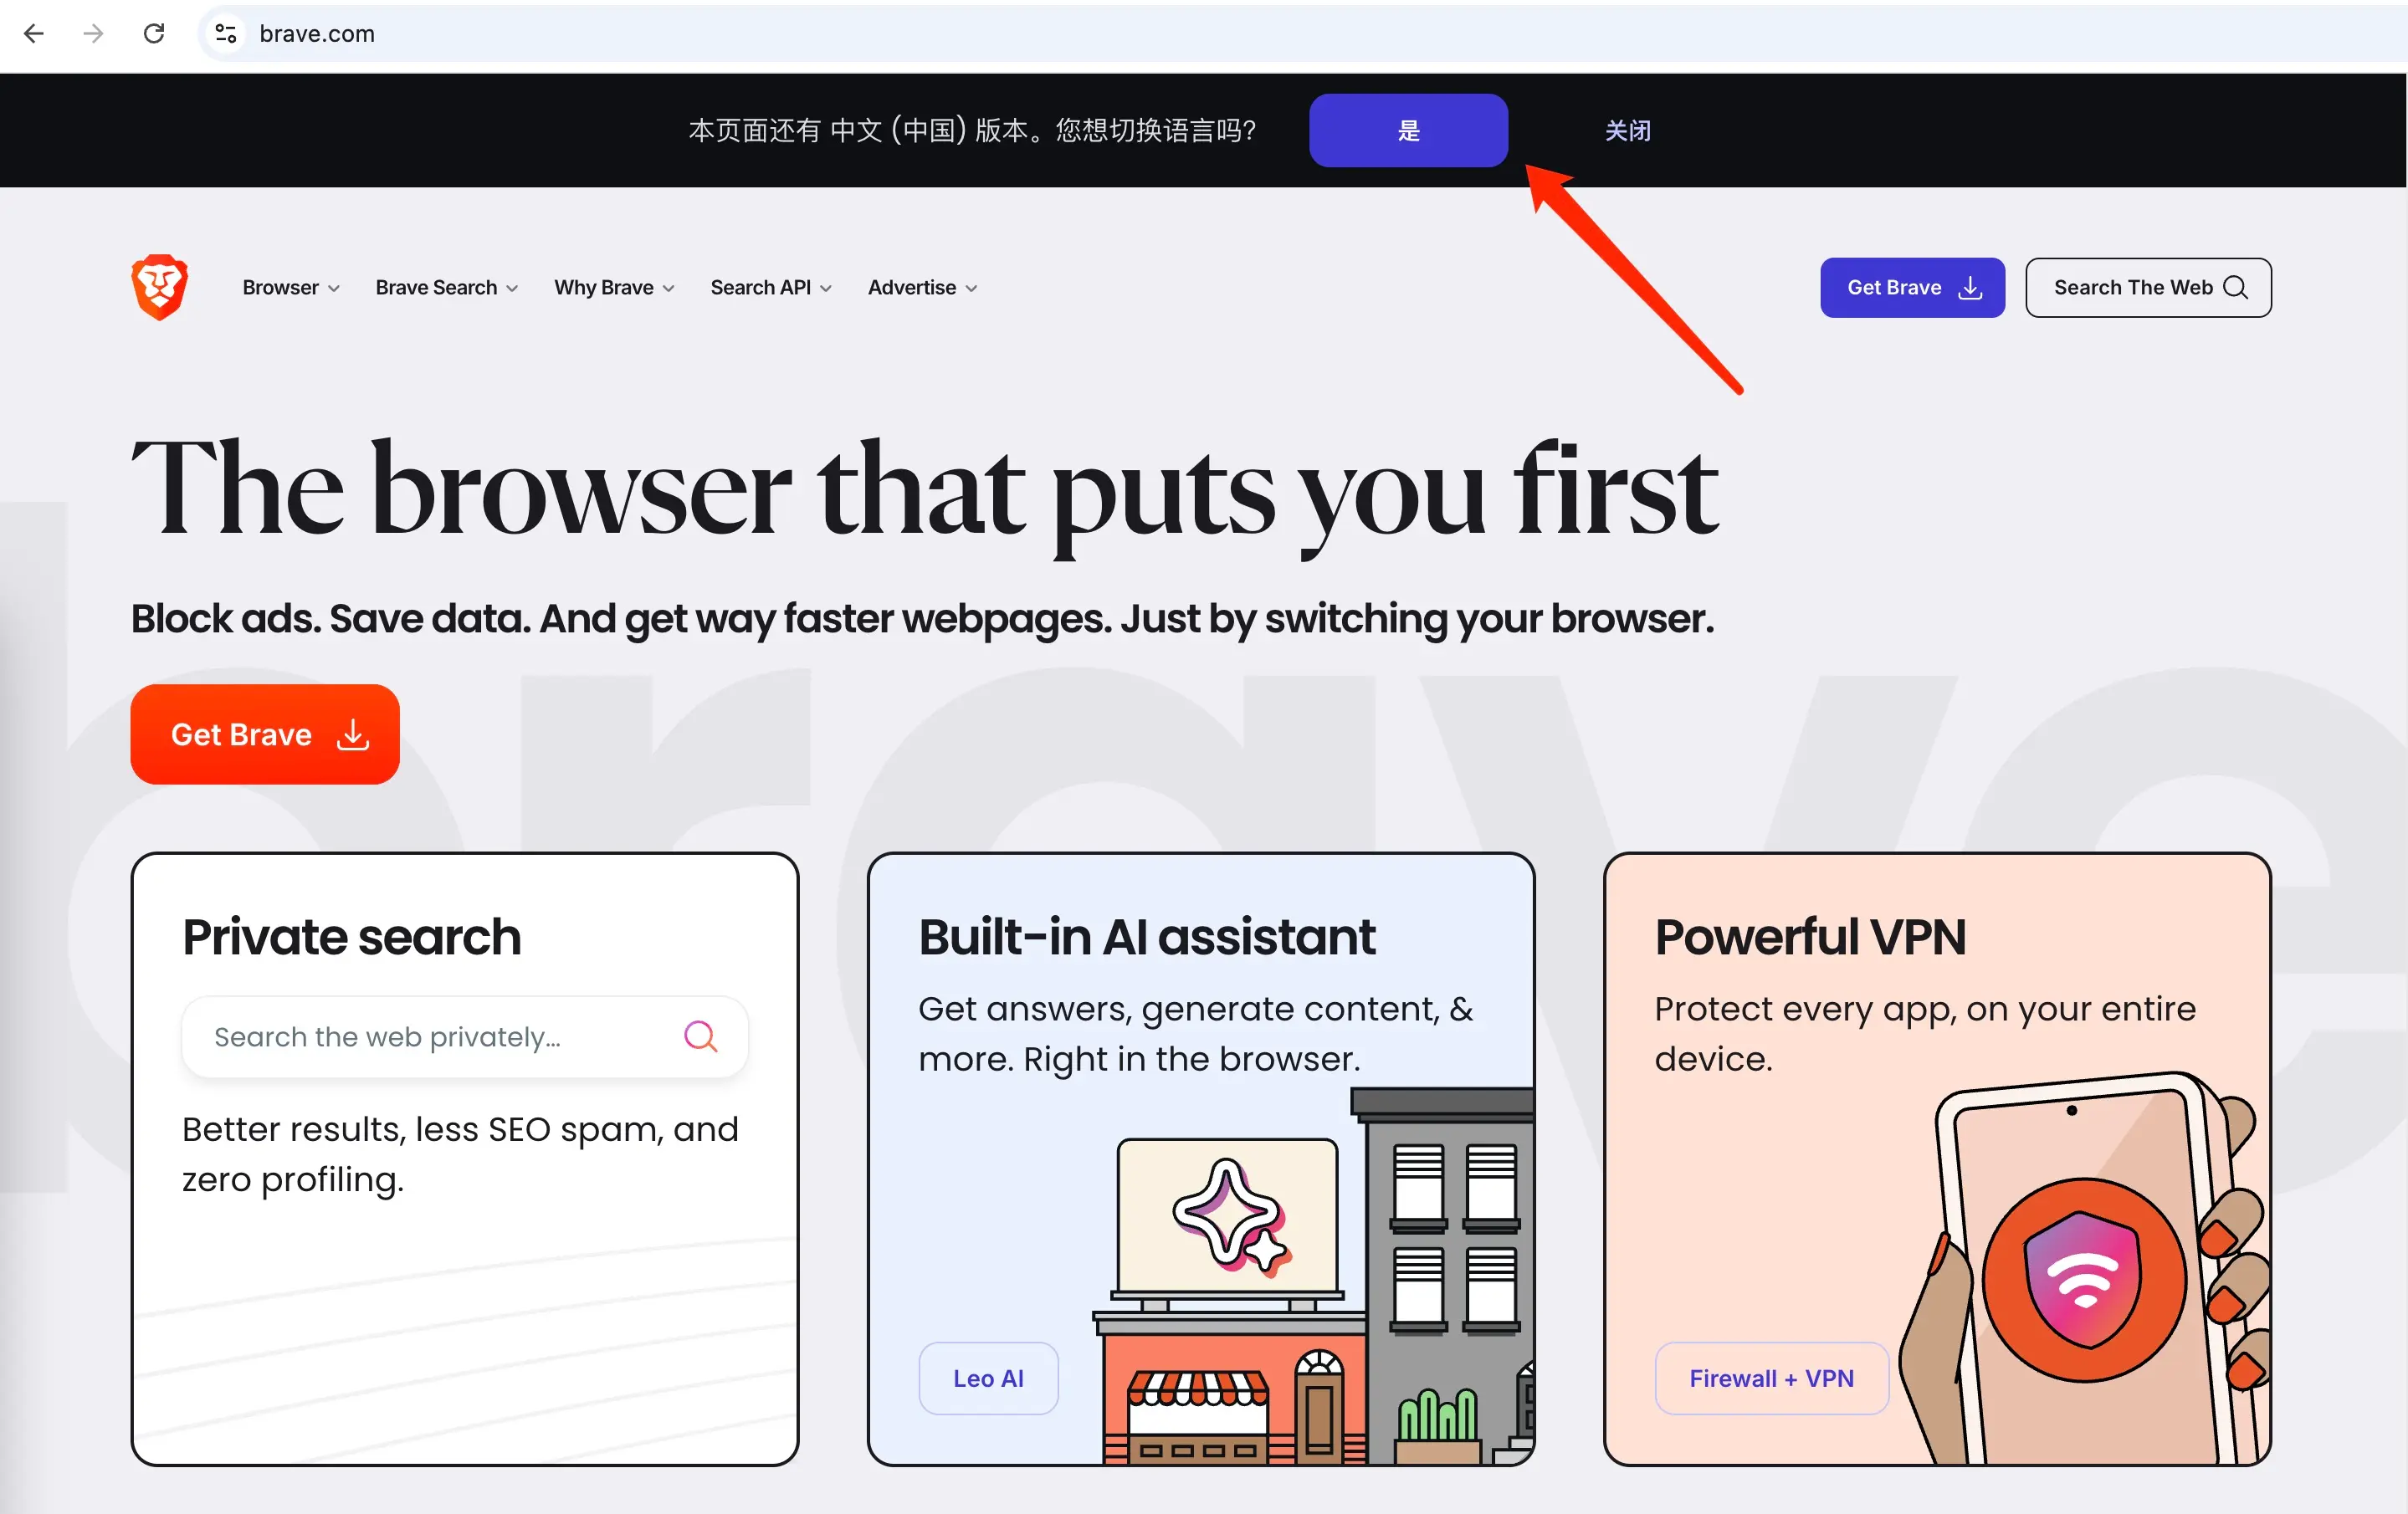 brave.com
本页面还有 中文 (中国) 版本。您想切换语言吗?
是
关闭
Browser
Brave Search
Why Brave
Search API
Advertise
Get Brave
Search The Web
The browser that puts you first
Block ads. Save data. And get way faster webpages. Just by switching your browser.
Get Brave
brave
Private search
Search the web privately...
Better results, less SEO spam, and
zero profiling.
Built-in AI assistant
Get answers, generate content, &
more. Right in the browser.
Leo AI
Powerful VPN
Protect every app, on your entire
device.
Firewall + VPN